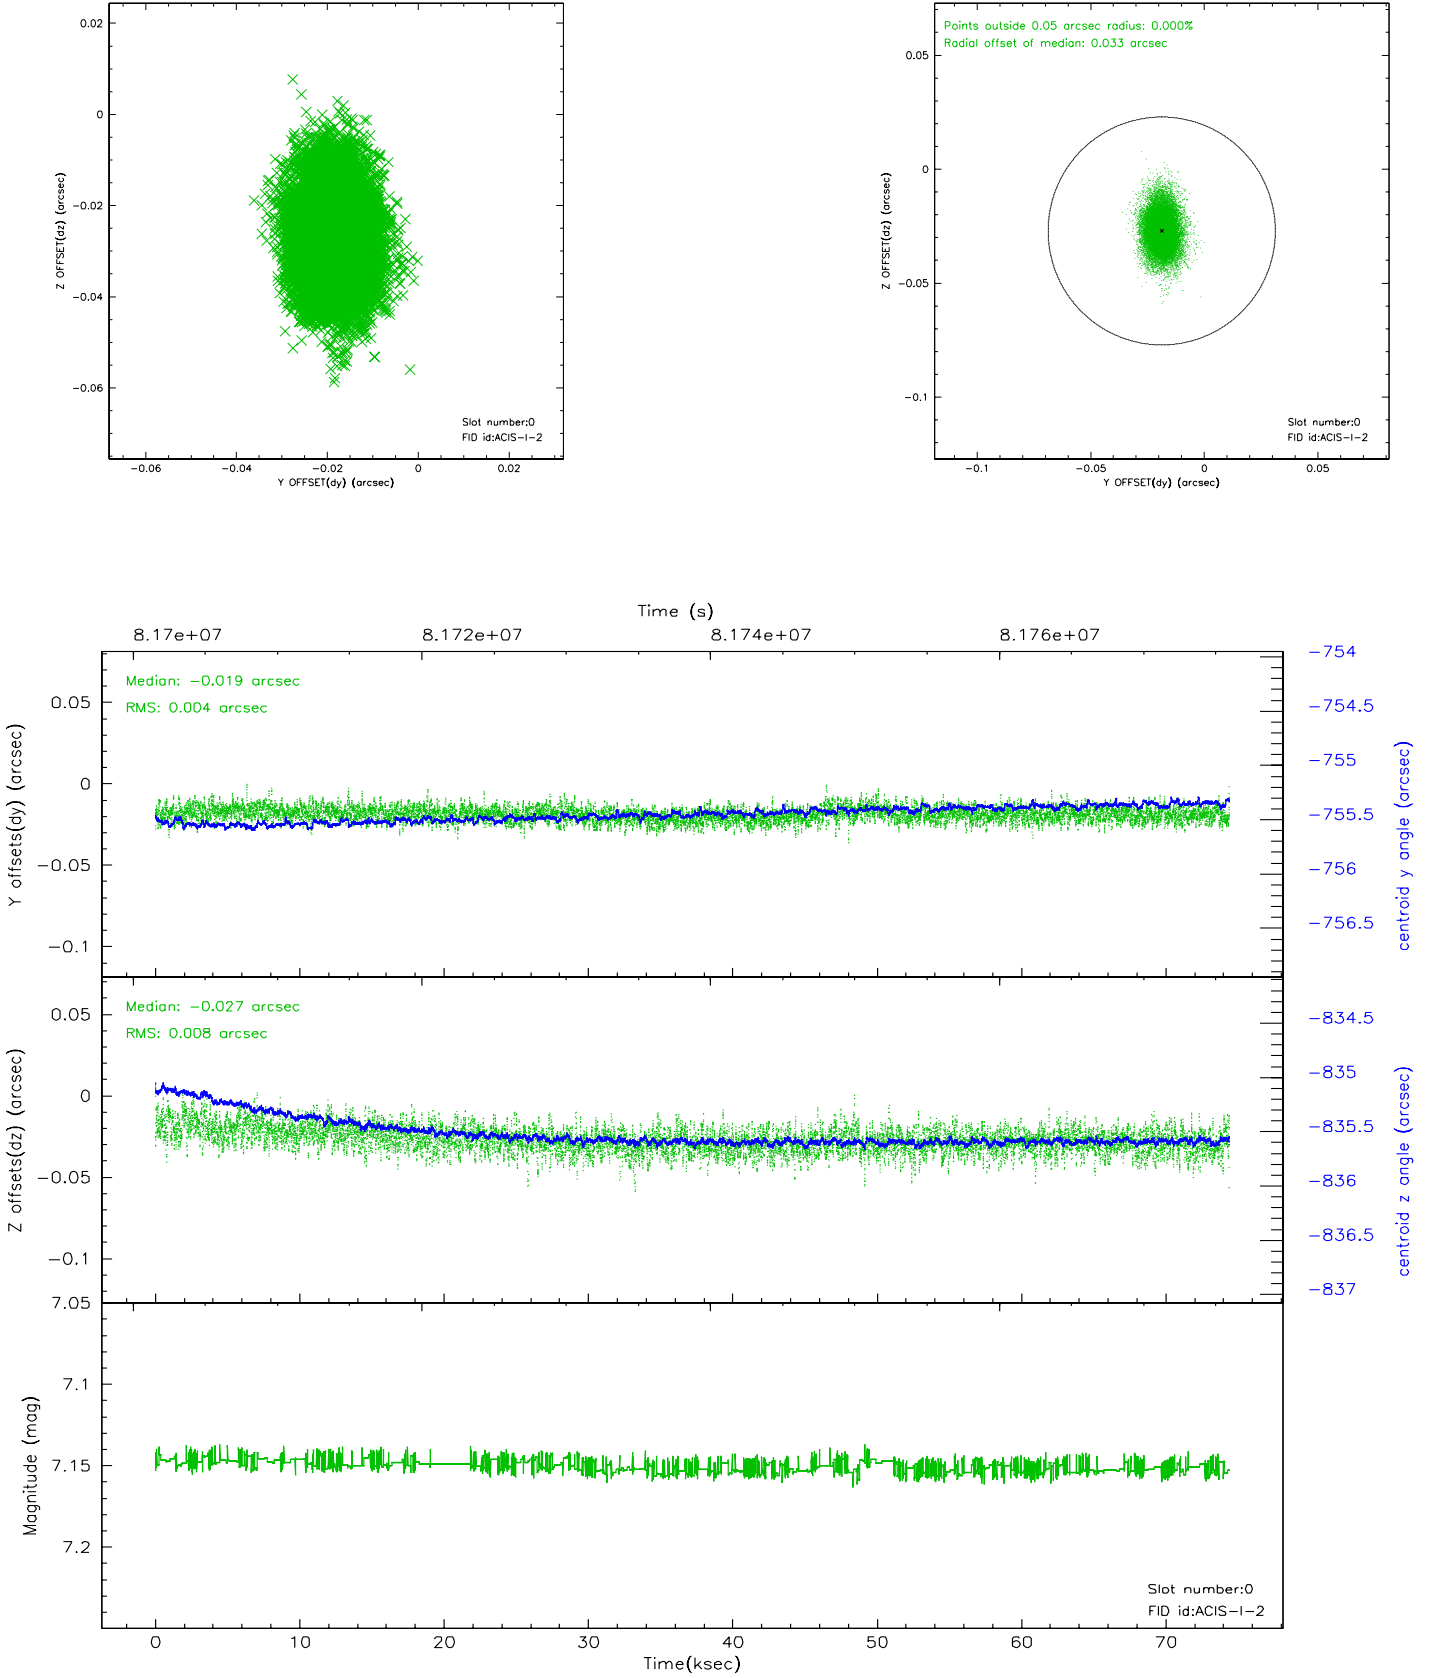 0.02
0
-0.02
-0.04
-0.06
Z OFFSET(dz) (arcsec)
Slot number:0
FID id:ACIS-I-2
-0.06 -0.04 -0.02 0 0.02
Y OFFSET(dy) (arcsec)
Points outside 0.05 arcsec radius: 0.000%
Radial offset of median: 0.033 arcsec
0.05
0
-0.05
-0.1
Z OFFSET(dz) (arcsec)
Slot number:0
FID id:ACIS-I-2
-0.1 -0.05 0 0.05
Y OFFSET(dy) (arcsec)
Time (s)
8.17e+07 8.172e+07 8.174e+07 8.176e+07
Median: -0.019 arcsec
RMS: 0.004 arcsec
0.05
0
-0.05
-0.1
Y offsets(dy) (arcsec)
-754
-754.5
-755
-755.5
-756
-756.5
centroid y angle (arcsec)
Median: -0.027 arcsec
RMS: 0.008 arcsec
0.05
0
-0.05
-0.1
Z offsets(dz) (arcsec)
-834.5
-835
-835.5
-836
-836.5
-837
centroid z angle (arcsec)
7.05
7.1
7.15
7.2
Magnitude (mag)
Slot number:0
FID id:ACIS-I-2
0 10 20 30 40 50 60 70
Time(ksec)